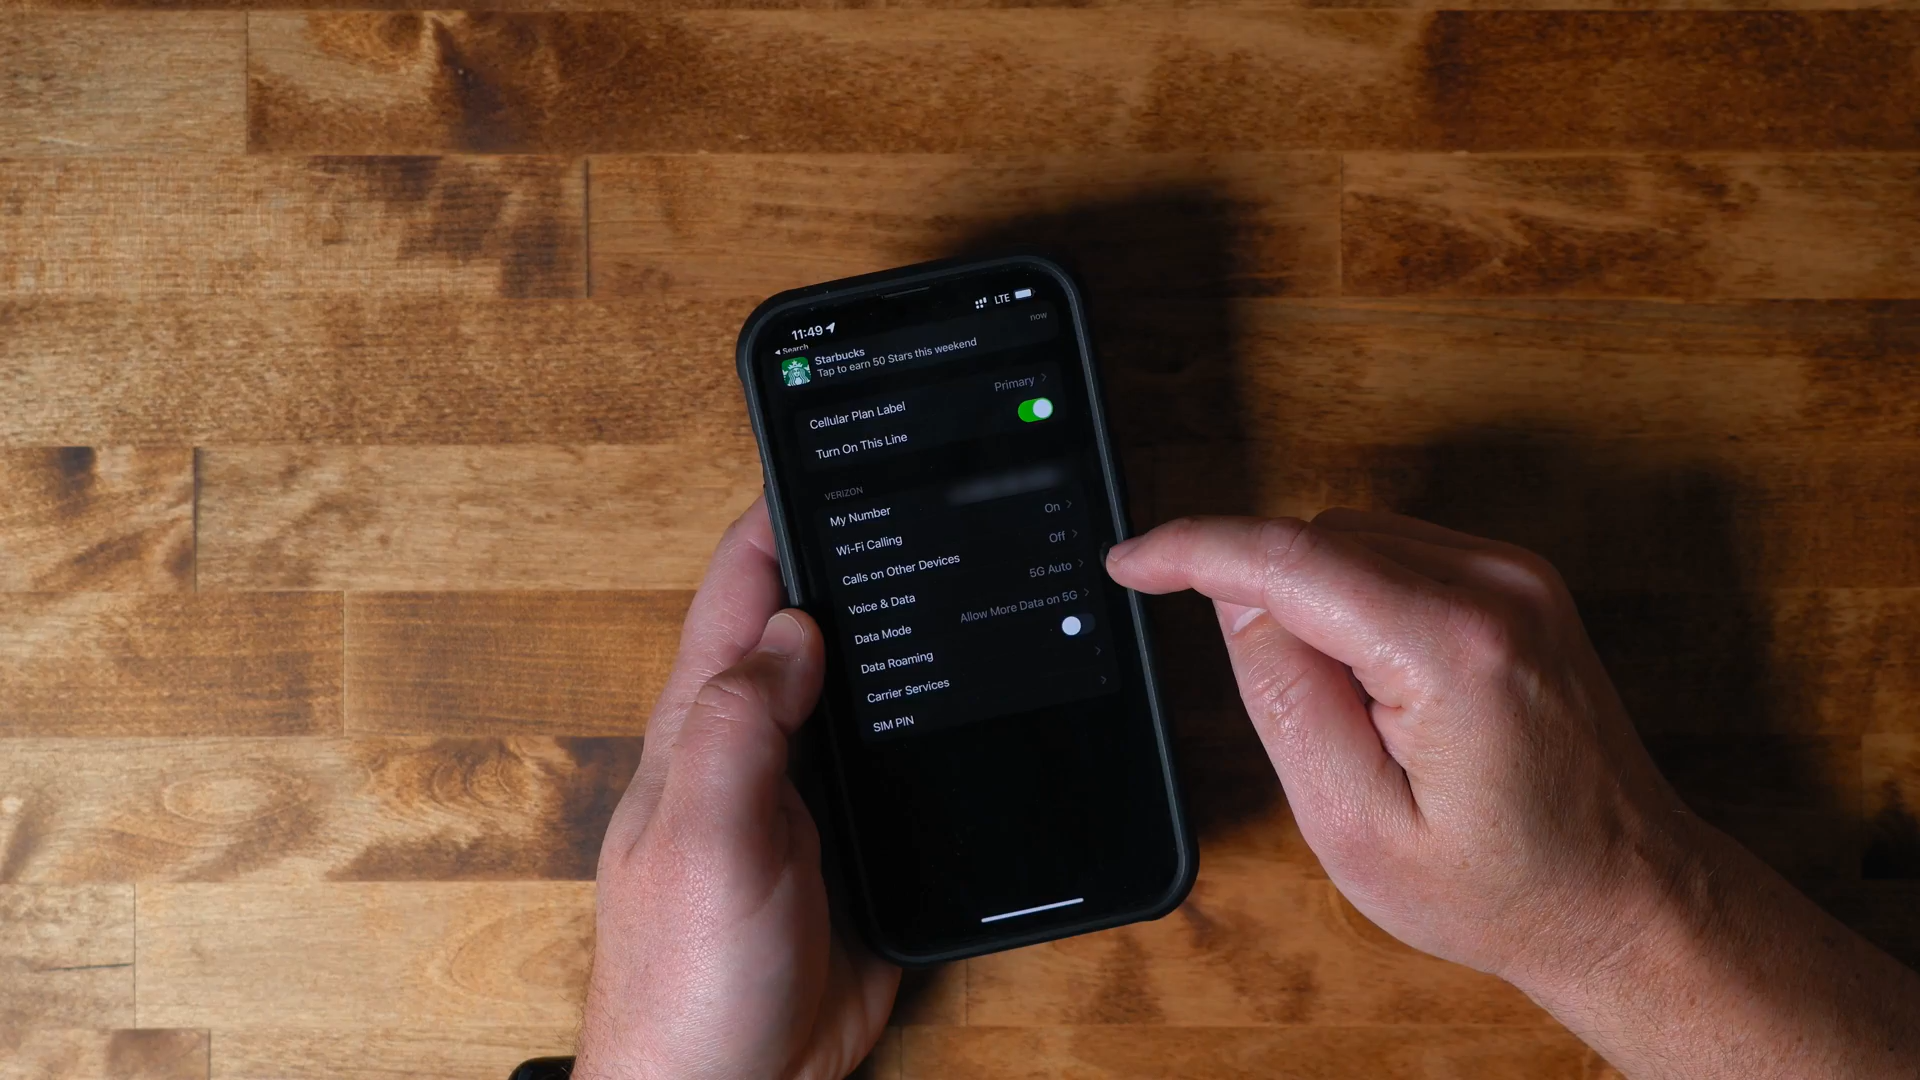 11:49
LTE
◀ Search
Starbucks
now
Tap to earn 50 Stars this weekend
Cellular Plan Label
Primary
Turn On This Line
VERIZON
My Number
Wi-Fi Calling
On
Calls on Other Devices
Off
Voice & Data
5G Auto
Data Mode
Allow More Data on 5G
Data Roaming
Carrier Services
SIM PIN